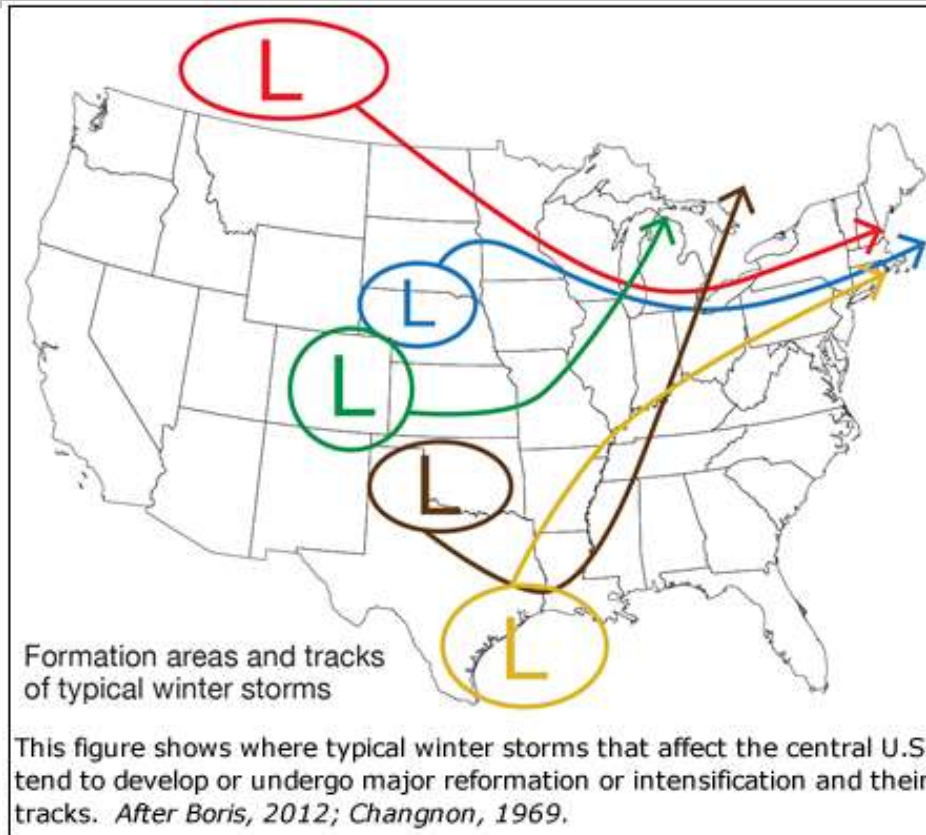 L
L
L
L
L
Formation areas and tracks
of typical winter storms
This figure shows where typical winter storms that affect the central U.S
tend to develop or undergo major reformation or intensification and their
tracks. After Boris, 2012; Changnon, 1969.